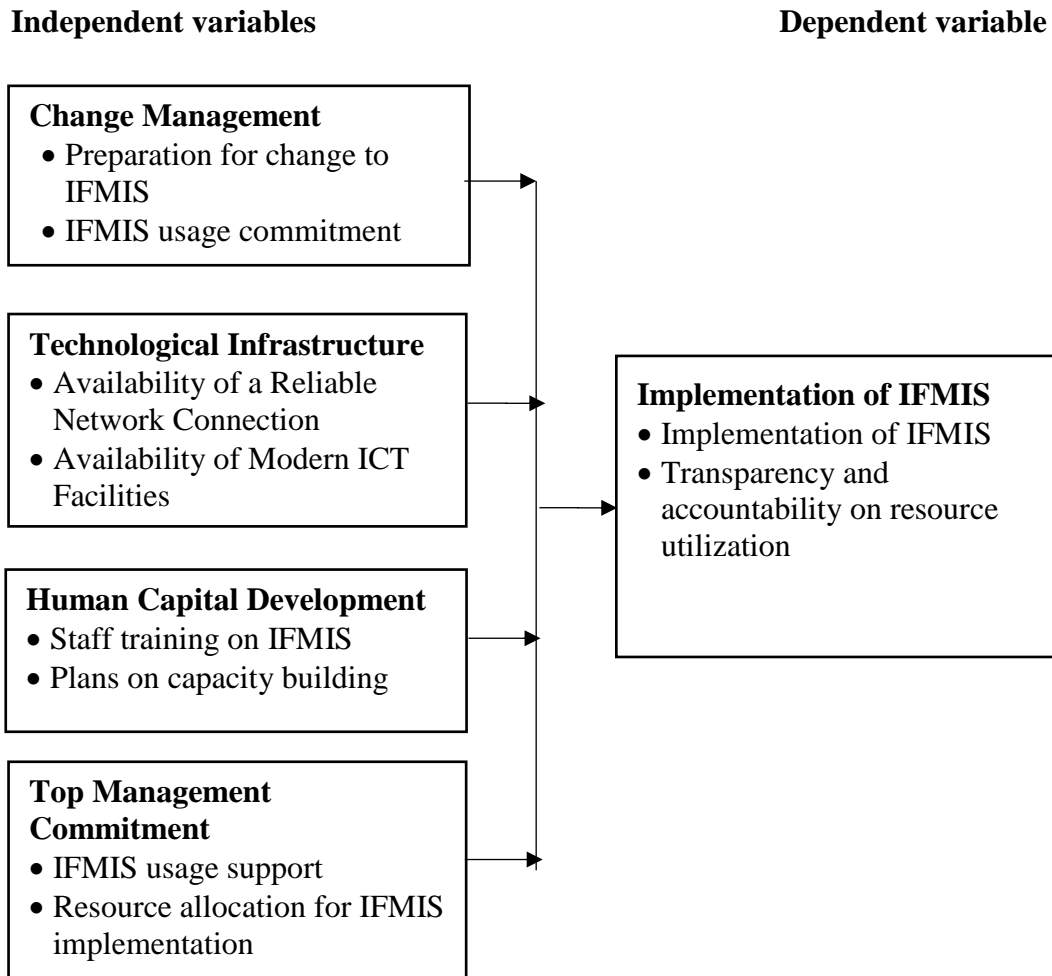 Independent variables
Dependent variable
Change Management
• Preparation for change to
IFMIS
• IFMIS usage commitment
Technological Infrastructure
• Availability of a Reliable
Network Connection
• Availability of Modern ICT
Facilities
Human Capital Development
• Staff training on IFMIS
• Plans on capacity building
Top Management
Commitment
• IFMIS usage support
• Resource allocation for IFMIS
implementation
Implementation of IFMIS
• Implementation of IFMIS
• Transparency and
accountability on resource
utilization